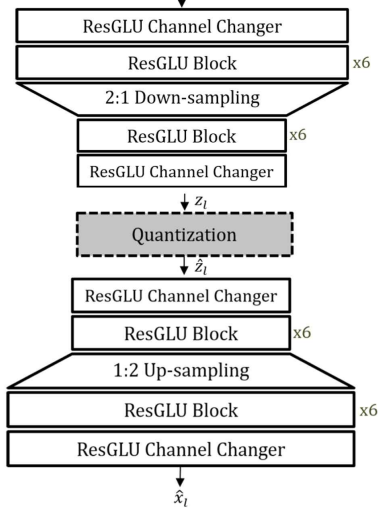 ResGLU Channel Changer
ResGLU Block x6
2:1 Down-sampling
ResGLU Block x6
ResGLU Channel Changer
z_l
Quantization
ẑ_l
ResGLU Channel Changer
ResGLU Block x6
1:2 Up-sampling
ResGLU Block x6
ResGLU Channel Changer
x̂_l